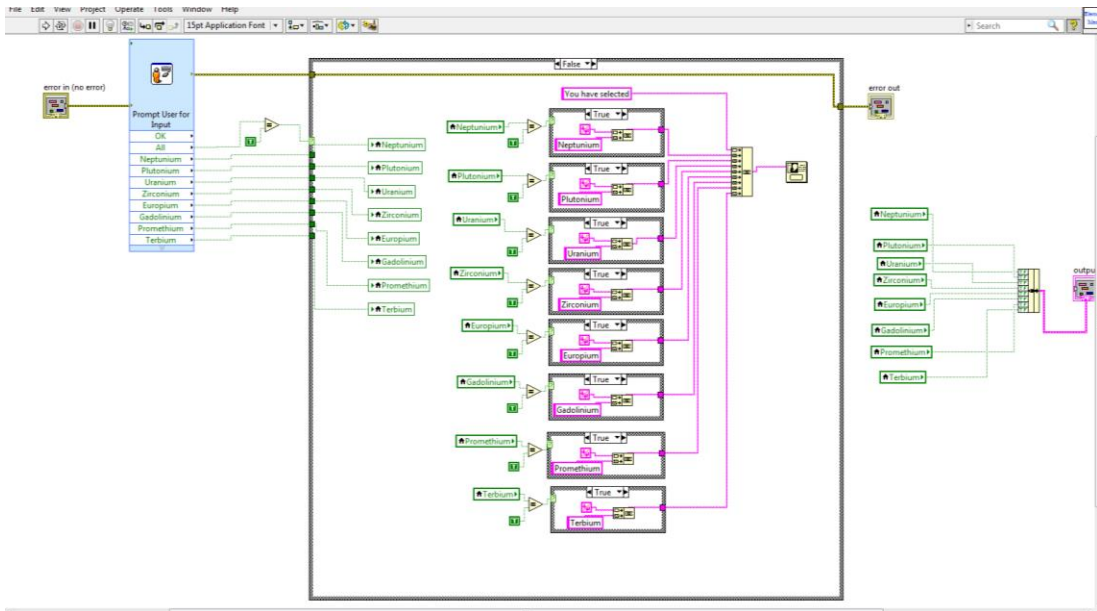 File Edit View Project Operate Tools Window Help
15pt Application Font
Search
error in (no error)
Prompt User for
Input
OK
All
Neptunium
Plutonium
Uranium
Zirconium
Europium
Gadolinium
Promethium
Terbium
False
Neptunium
Plutonium
Uranium
Zirconium
Europium
Gadolinium
Promethium
Terbium
You have selected
Neptunium
True
Neptunium
Plutonium
True
Plutonium
Uranium
True
Uranium
Zirconium
True
Zirconium
Europium
True
Europium
Gadolinium
True
Gadolinium
Promethium
True
Promethium
Terbium
True
Terbium
error out
Neptunium
Plutonium
Uranium
Zirconium
Europium
Gadolinium
Promethium
Terbium
outpu